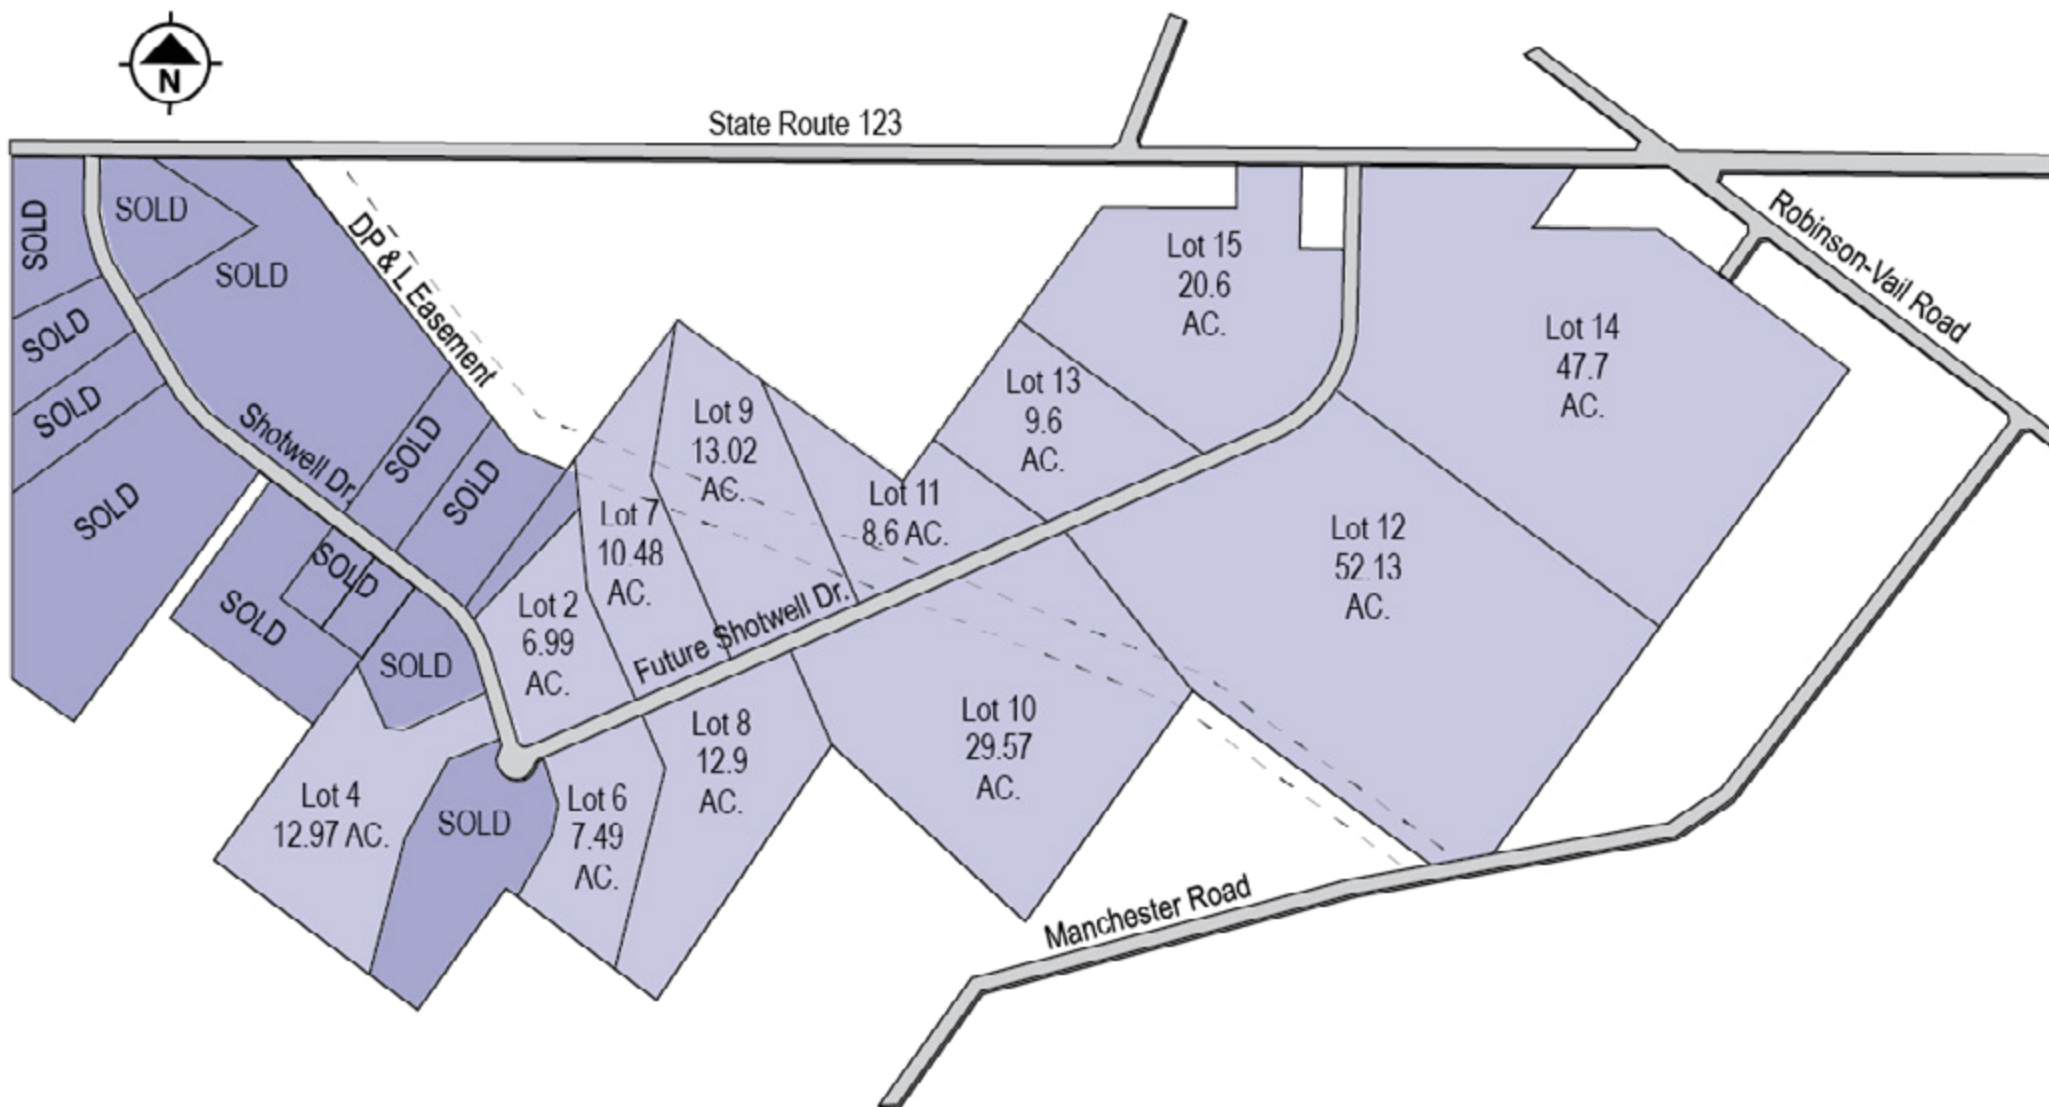 N
State Route 123
SOLD
SOLD
SOLD
SOLD
SOLD
SOLD
DP & L Easement
Shotwell Dr.
SOLD
SOLD
SOLD
SOLD
SOLD
SOLD
Robinson-Vail Road
Lot 15
20.6
AC.
Lot 14
47.7
AC.
Lot 13
9.6
AC.
Lot 9
13.02
AC.
Lot 11
8.6 AC.
Lot 7
10.48
AC.
Lot 12
52.13
AC.
Lot 2
6.99
AC.
Future Shotwell Dr.
Lot 10
29.57
AC.
Lot 8
12.9
AC.
Lot 4
12.97 AC.
Lot 6
7.49
AC.
Manchester Road